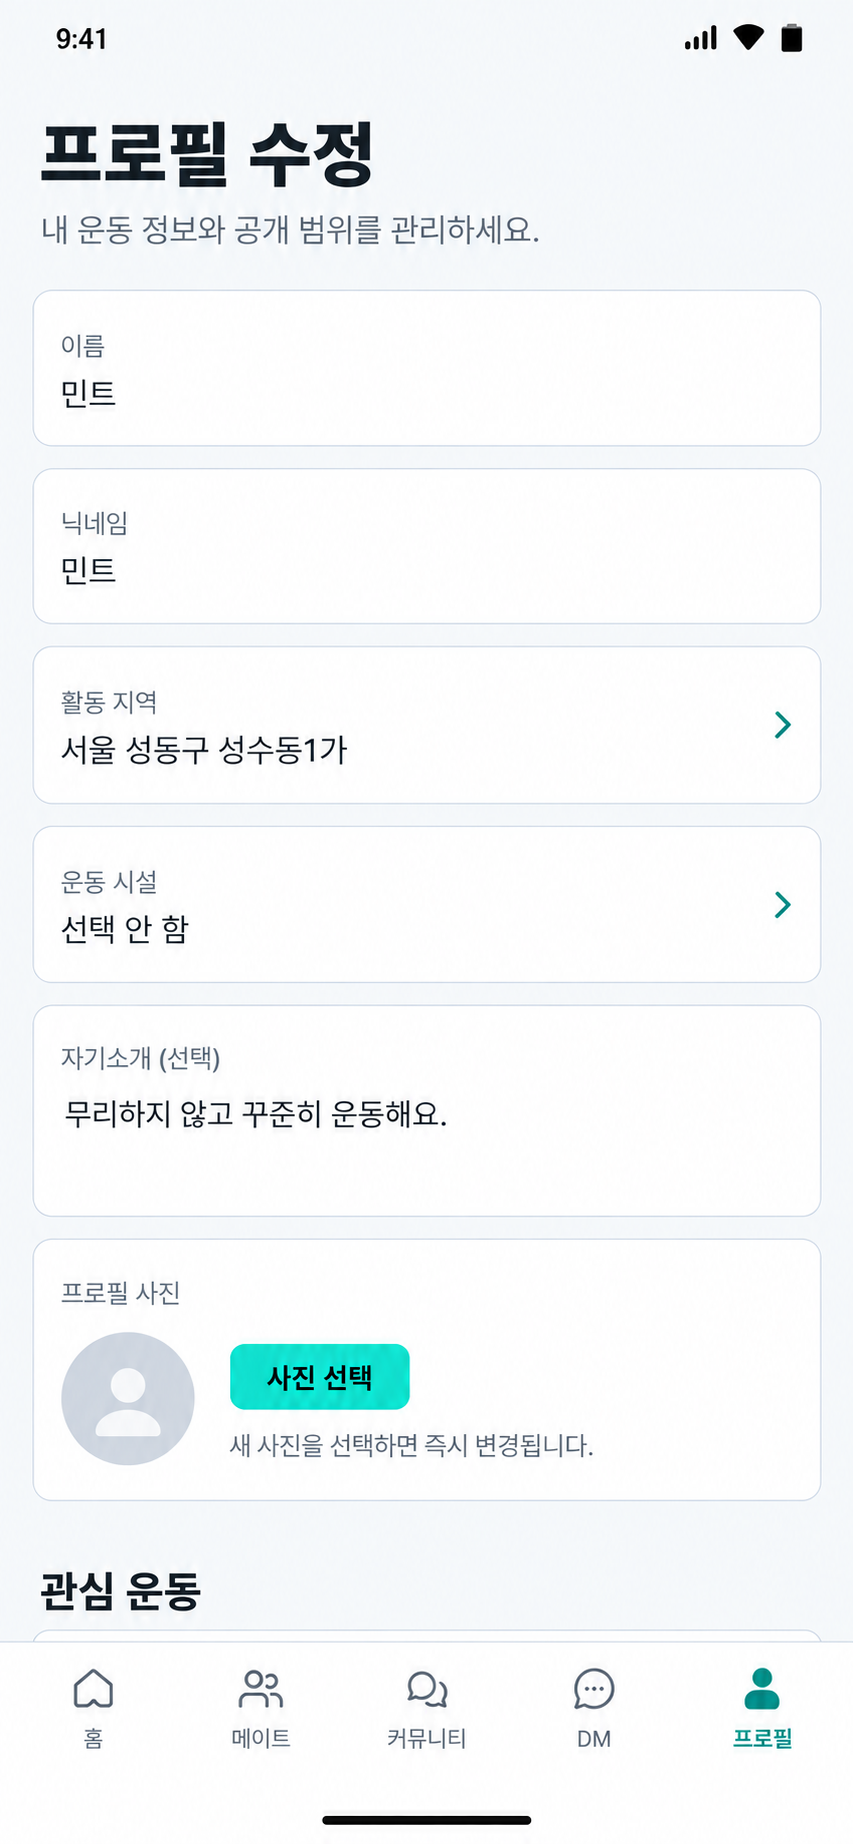 9:41
프로필 수정
내 운동 정보와 공개 범위를 관리하세요.
이름
민트
닉네임
민트
활동 지역
서울 성동구 성수동1가
운동 시설
선택 안 함
자기소개 (선택)
무리하지 않고 꾸준히 운동해요.
프로필 사진
사진 선택
새 사진을 선택하면 즉시 변경됩니다.
관심 운동
홈
메이트
커뮤니티
DM
프로필